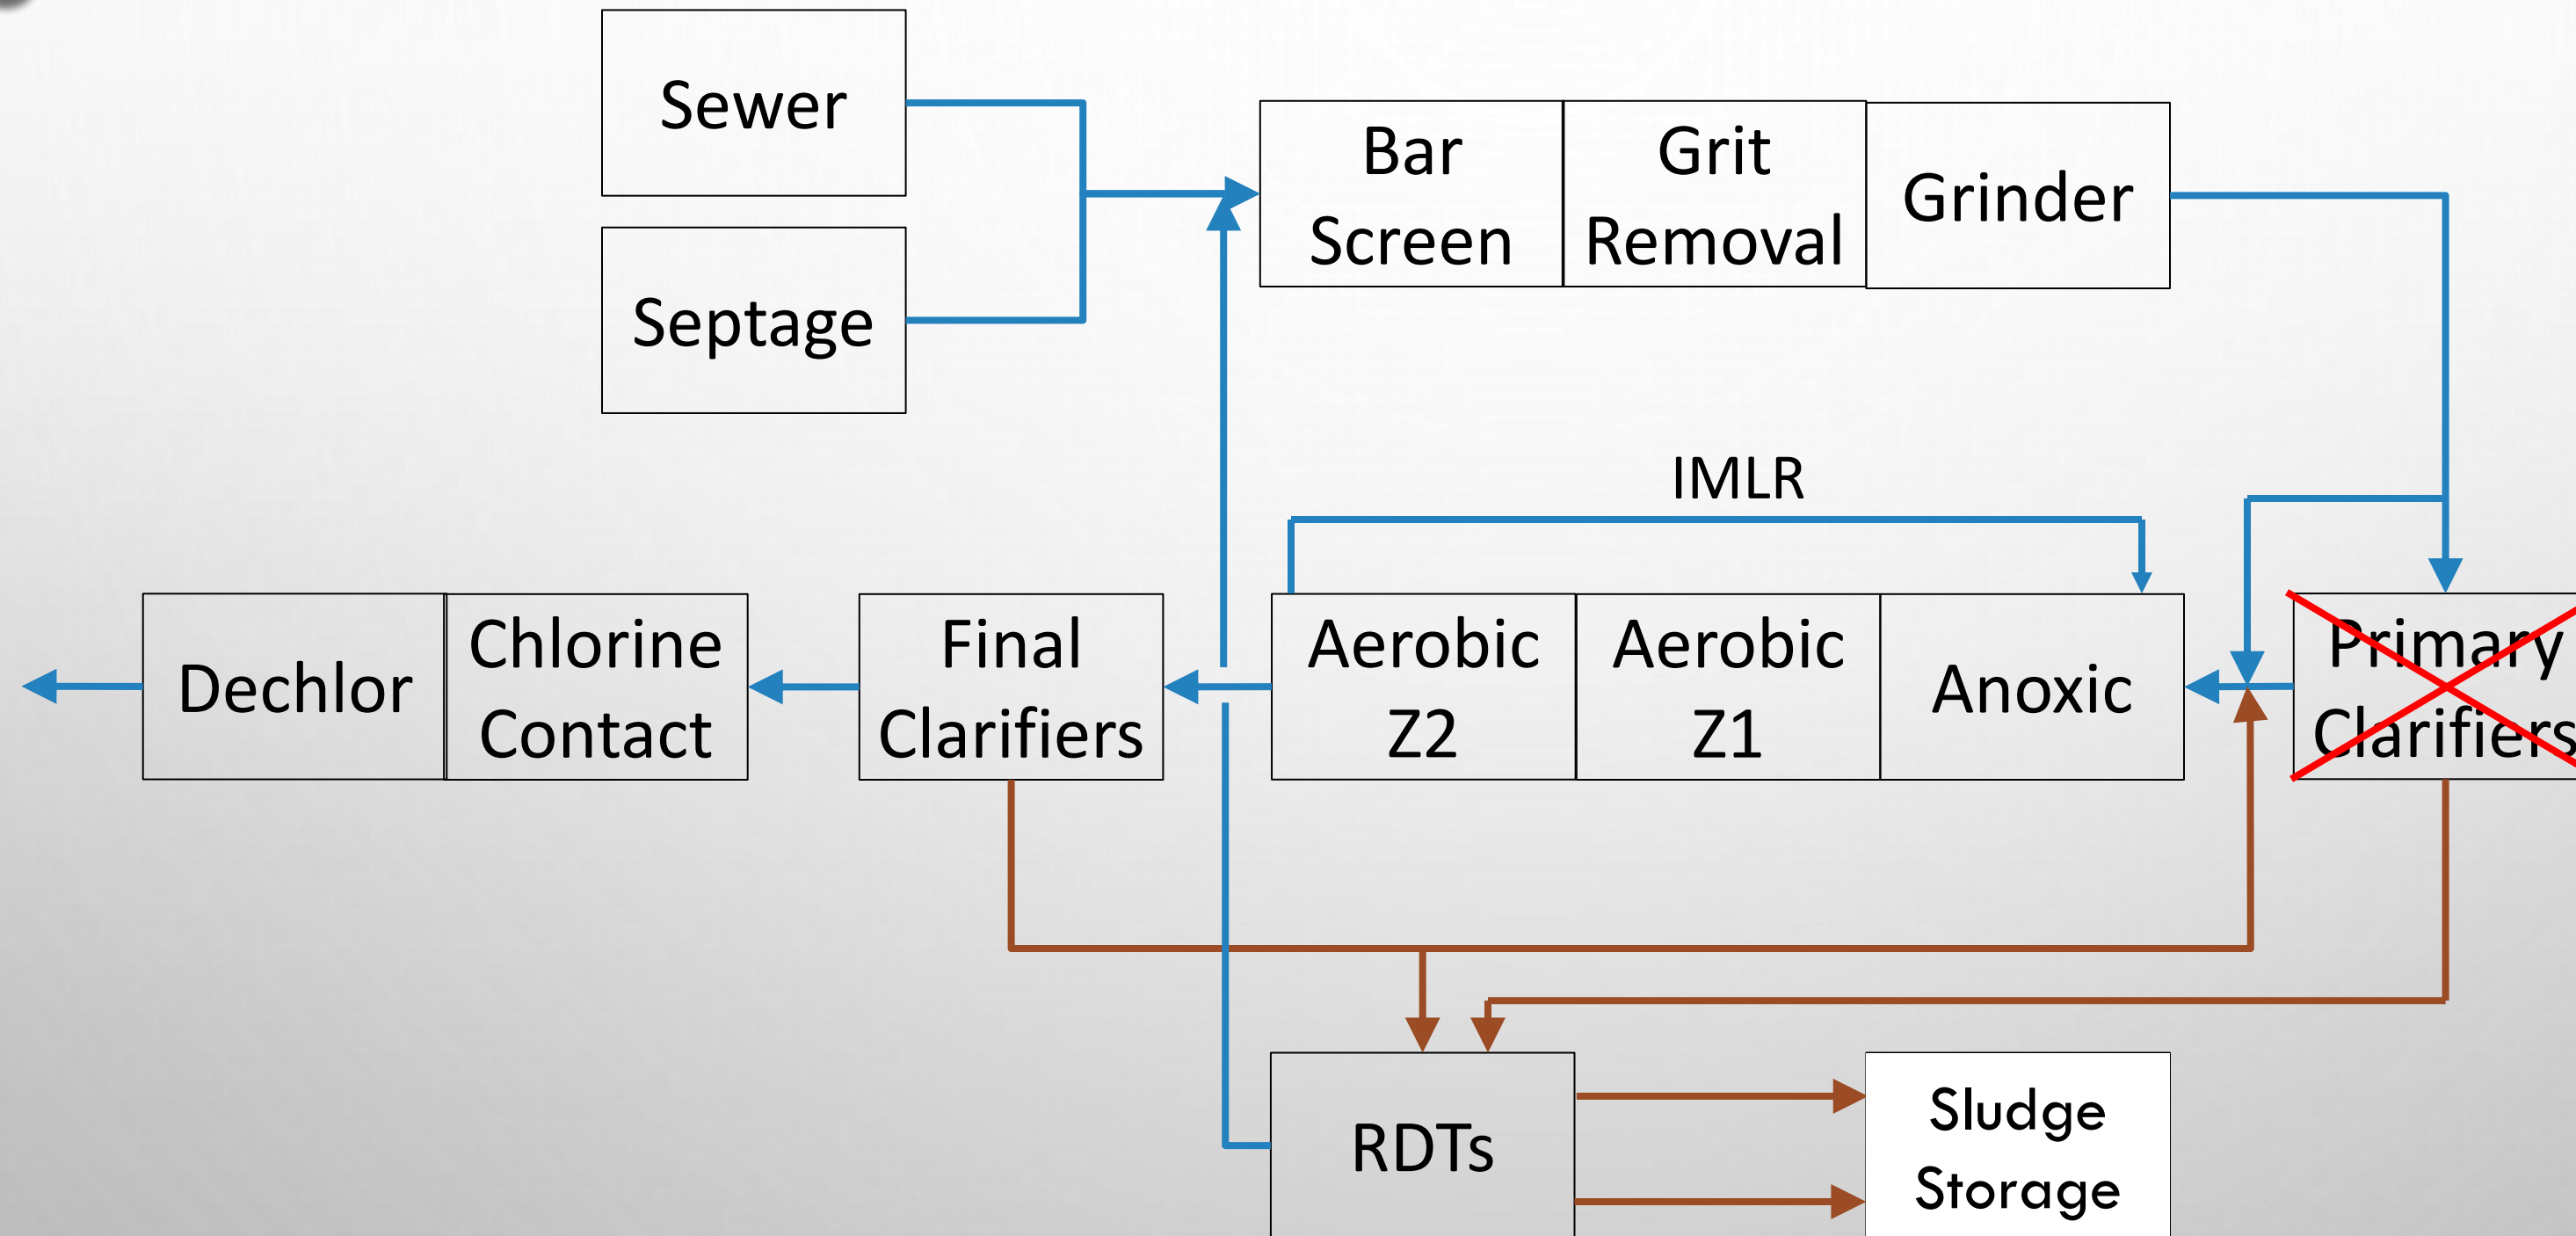 Sewer
Bar
Screen
Grit
Removal
Grinder
Septage
IMLR
Dechlor
Chlorine
Contact
Final
Clarifiers
Aerobic
Z2
Aerobic
Z1
Anoxic
Primary
Clarifiers
RDTs
Sludge
Storage